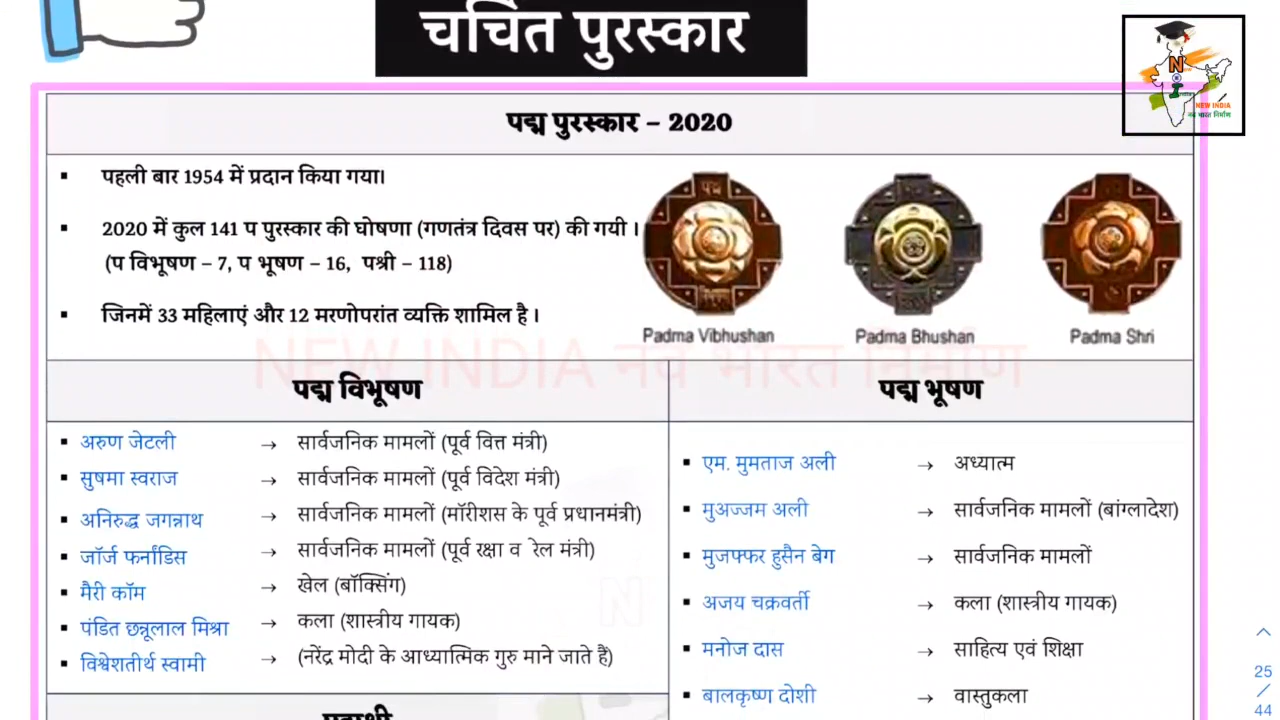 चर्चित पुरस्कार
NEW INDIA
नव भारत निर्माण
पद्म पुरस्कार – 2020
▪ पहली बार 1954 में प्रदान किया गया।
▪ 2020 में कुल 141 प पुरस्कार की घोषणा (गणतंत्र दिवस पर) की गयी ।
(प विभूषण – 7, प भूषण – 16, पश्री – 118)
▪ जिनमें 33 महिलाएं और 12 मरणोपरांत व्यक्ति शामिल है ।
Padma Vibhushan
Padma Bhushan
Padma Shri
NEW INDIA नव भारत निर्माण
पद्म विभूषण
▪ अरुण जेटली → सार्वजनिक मामलों (पूर्व वित्त मंत्री)
▪ सुषमा स्वराज → सार्वजनिक मामलों (पूर्व विदेश मंत्री)
▪ अनिरुद्ध जगन्नाथ → सार्वजनिक मामलों (मॉरीशस के पूर्व प्रधानमंत्री)
▪ जॉर्ज फर्नांडिस → सार्वजनिक मामलों (पूर्व रक्षा व रेल मंत्री)
▪ मैरी कॉम → खेल (बॉक्सिंग)
▪ पंडित छन्नूलाल मिश्रा → कला (शास्त्रीय गायक)
▪ विश्वेशतीर्थ स्वामी → (नरेंद्र मोदी के आध्यात्मिक गुरु माने जाते हैं)
पद्म भूषण
▪ एम. मुमताज अली → अध्यात्म
▪ मुअज्जम अली → सार्वजनिक मामलों (बांग्लादेश)
▪ मुजफ्फर हुसैन बेग → सार्वजनिक मामलों
▪ अजय चक्रवर्ती → कला (शास्त्रीय गायक)
▪ मनोज दास → साहित्य एवं शिक्षा
▪ बालकृष्ण दोशी → वास्तुकला
25
/
44